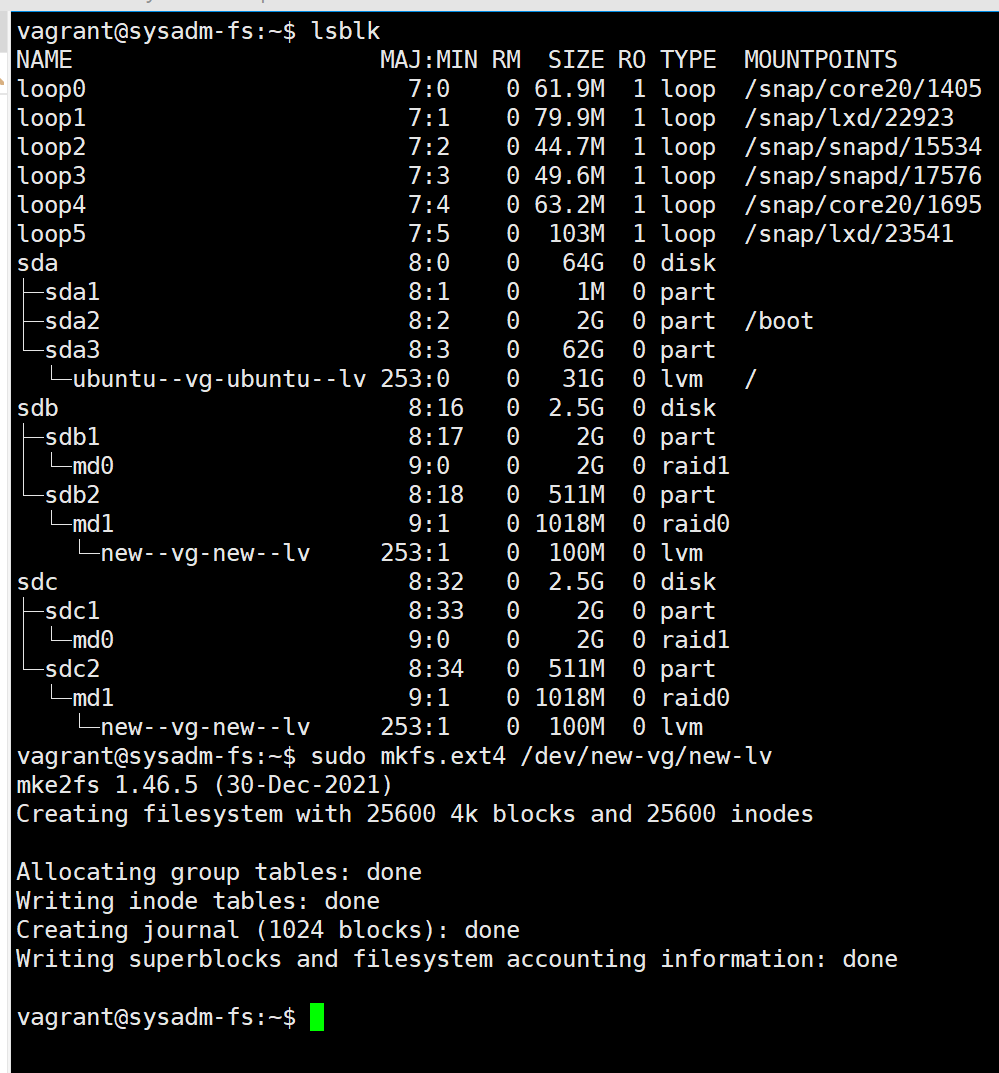 vagrant@sysadm-fs:~$ lsblk
NAME                      MAJ:MIN RM  SIZE RO TYPE  MOUNTPOINTS
loop0                       7:0    0 61.9M  1 loop  /snap/core20/1405
loop1                       7:1    0 79.9M  1 loop  /snap/lxd/22923
loop2                       7:2    0 44.7M  1 loop  /snap/snapd/15534
loop3                       7:3    0 49.6M  1 loop  /snap/snapd/17576
loop4                       7:4    0 63.2M  1 loop  /snap/core20/1695
loop5                       7:5    0  103M  1 loop  /snap/lxd/23541
sda                         8:0    0   64G  0 disk
├─sda1                      8:1    0    1M  0 part
├─sda2                      8:2    0    2G  0 part  /boot
└─sda3                      8:3    0   62G  0 part
  └─ubuntu--vg-ubuntu--lv 253:0    0   31G  0 lvm   /
sdb                         8:16   0  2.5G  0 disk
├─sdb1                      8:17   0    2G  0 part
│ └─md0                     9:0    0    2G  0 raid1
└─sdb2                      8:18   0  511M  0 part
  └─md1                     9:1    0 1018M  0 raid0
    └─new--vg-new--lv     253:1    0  100M  0 lvm
sdc                         8:32   0  2.5G  0 disk
├─sdc1                      8:33   0    2G  0 part
│ └─md0                     9:0    0    2G  0 raid1
└─sdc2                      8:34   0  511M  0 part
  └─md1                     9:1    0 1018M  0 raid0
    └─new--vg-new--lv     253:1    0  100M  0 lvm
vagrant@sysadm-fs:~$ sudo mkfs.ext4 /dev/new-vg/new-lv
mke2fs 1.46.5 (30-Dec-2021)
Creating filesystem with 25600 4k blocks and 25600 inodes

Allocating group tables: done
Writing inode tables: done
Creating journal (1024 blocks): done
Writing superblocks and filesystem accounting information: done

vagrant@sysadm-fs:~$